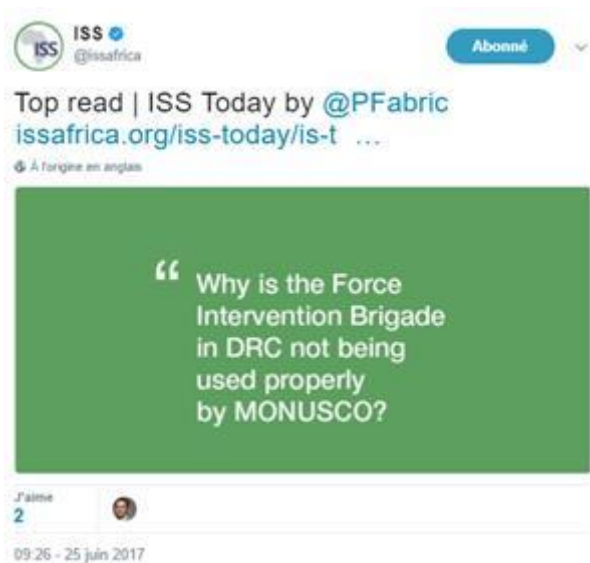 ISS
ISS
@issafrica
Abonné
Top read | ISS Today by @PFabric
issafrica.org/iss-today/is-t …
À l'origine en anglais
“ Why is the Force
Intervention Brigade
in DRC not being
used properly
by MONUSCO?
J'aime
2
09:26 - 25 juin 2017